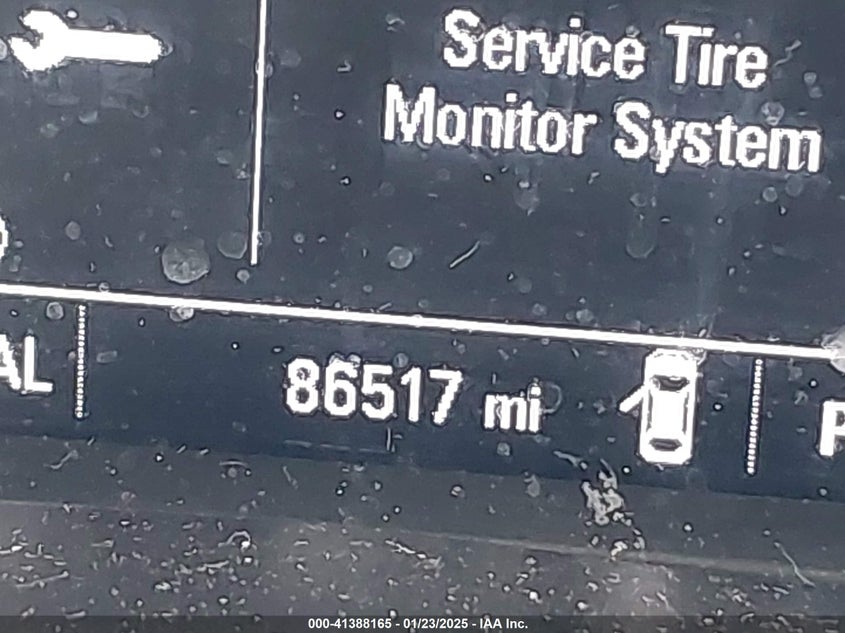 Service Tire
Monitor System
AL
86517 mi
P
000-41388165 - 01/23/2025 - IAA Inc.